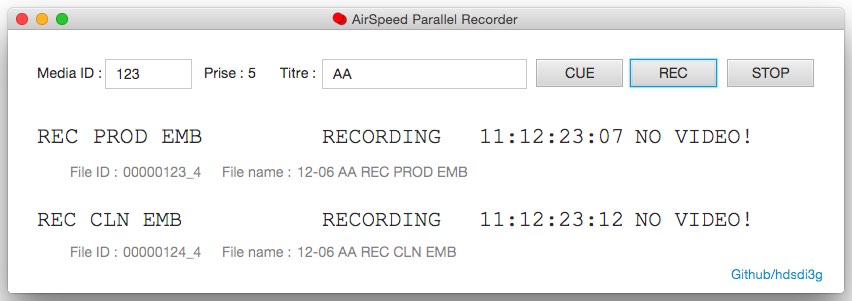 AirSpeed Parallel Recorder
Media ID : 123 Prise : 5 Titre : AA CUE REC STOP
REC PROD EMB RECORDING 11:12:23:07 NO VIDEO!
File ID : 00000123_4 File name : 12-06 AA REC PROD EMB
REC CLN EMB RECORDING 11:12:23:12 NO VIDEO!
File ID : 00000124_4 File name : 12-06 AA REC CLN EMB
Github/hdsdi3g